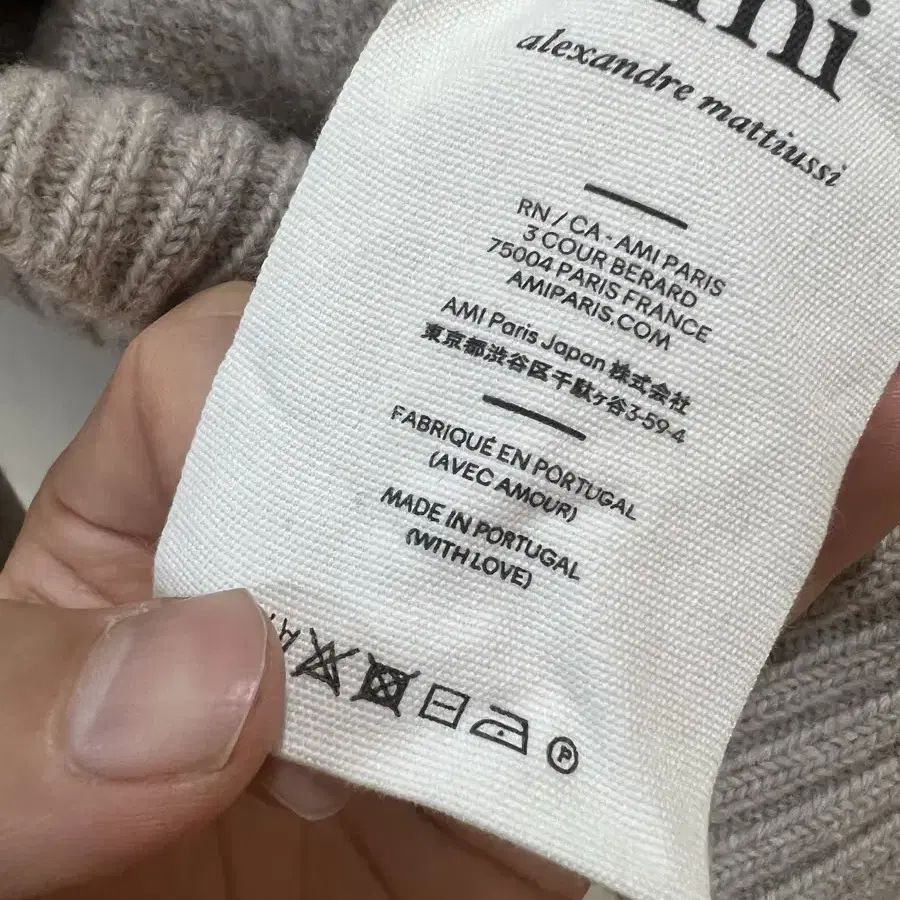 ami
alexandre mattiussi
RN / CA - AMI PARIS
3 COUR BERARD
75004 PARIS FRANCE
AMIPARIS.COM
AMI Paris Japan 株式会社
東京都渋谷区千駄ヶ谷3-59-4
FABRIQUÉ EN PORTUGAL
(AVEC AMOUR)
MADE IN PORTUGAL
(WITH LOVE)
P